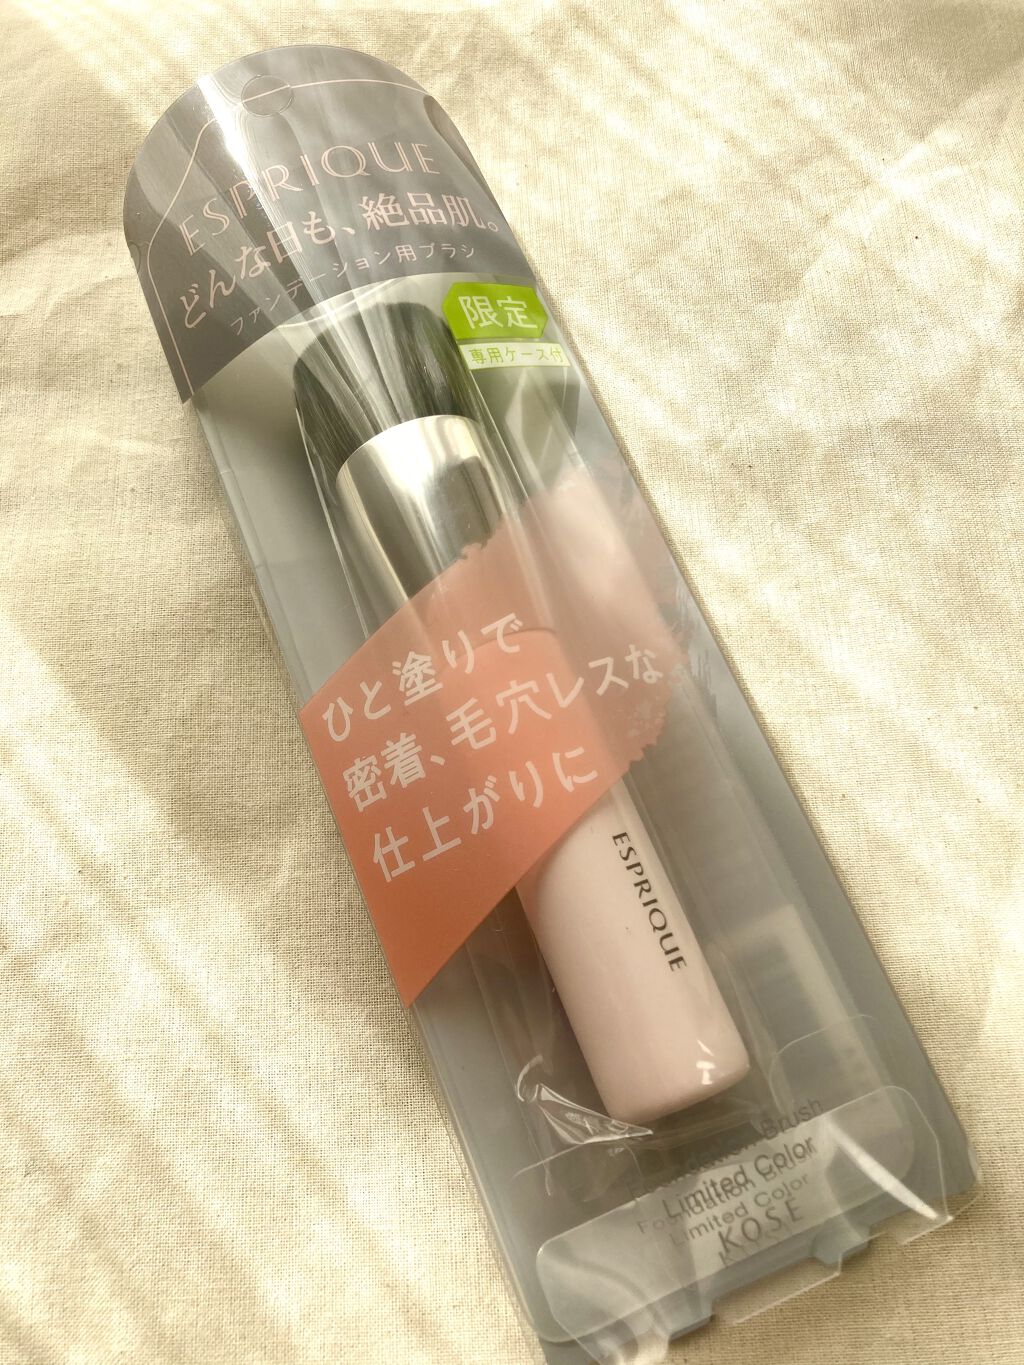 ESPRIQUE
どんな日も、絶品肌。
ファンデーション用ブラシ
限定
専用ケース付
ひと塗りで
密着、毛穴レスな
仕上がりに
ESPRIQUE
Foundation Brush
Limited Color
KOSE